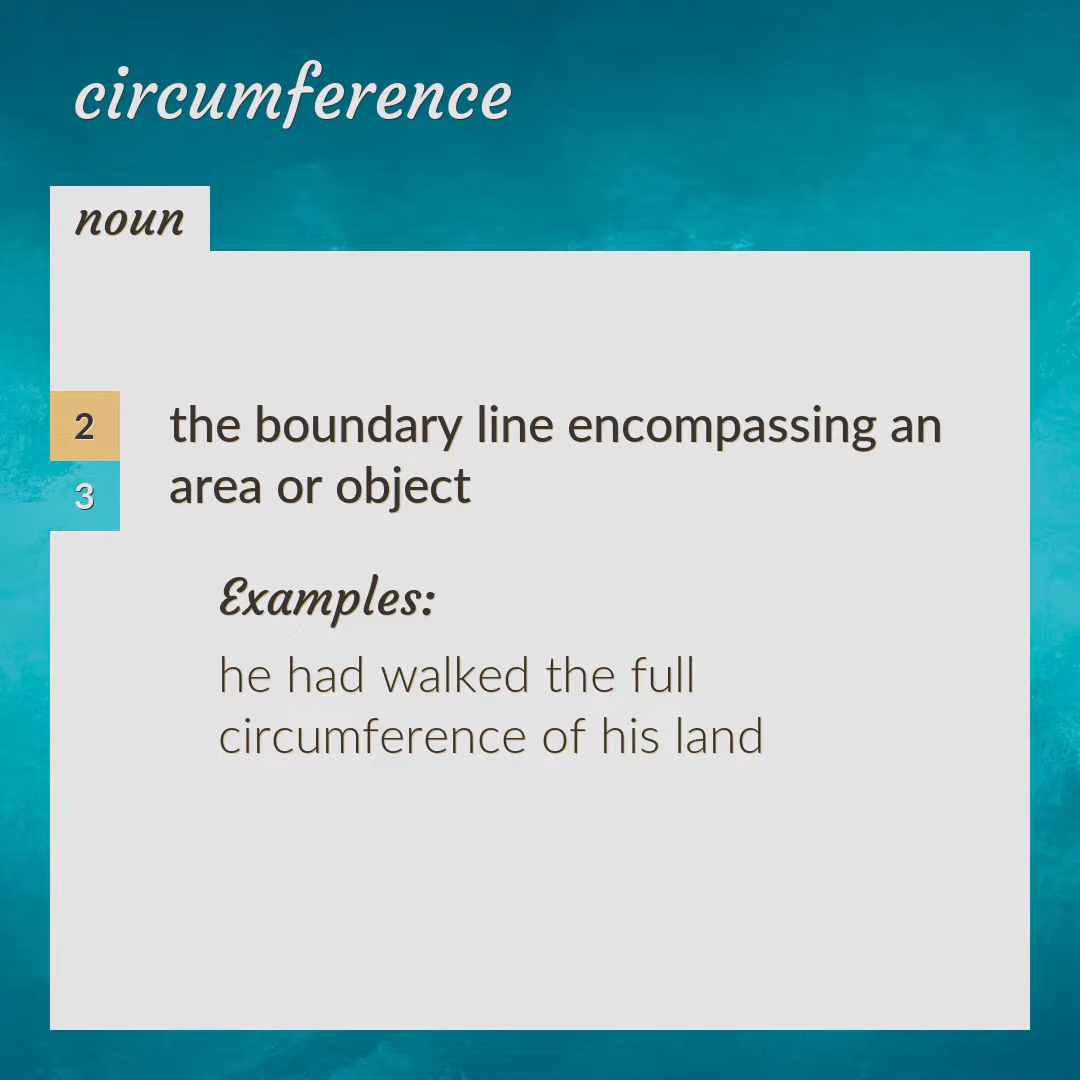 circumference
noun
2
the boundary line encompassing an
area or object
3
Examples:
he had walked the full
circumference of his land